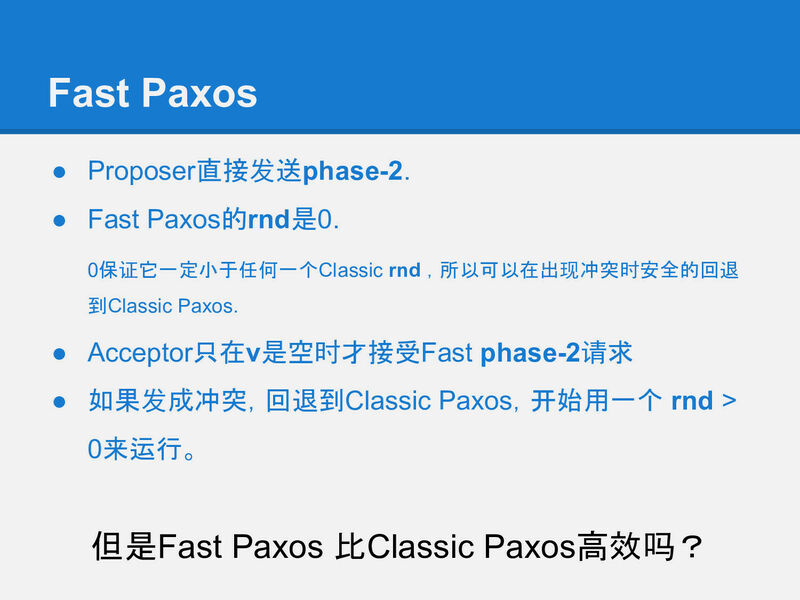 Fast Paxos
● Proposer直接发送phase-2.
● Fast Paxos的rnd是0.
0保证它一定小于任何一个Classic rnd，所以可以在出现冲突时安全的回退
到Classic Paxos.
● Acceptor只在v是空时才接受Fast phase-2请求
● 如果发成冲突, 回退到Classic Paxos, 开始用一个 rnd >
0来运行。
但是Fast Paxos 比Classic Paxos高效吗？